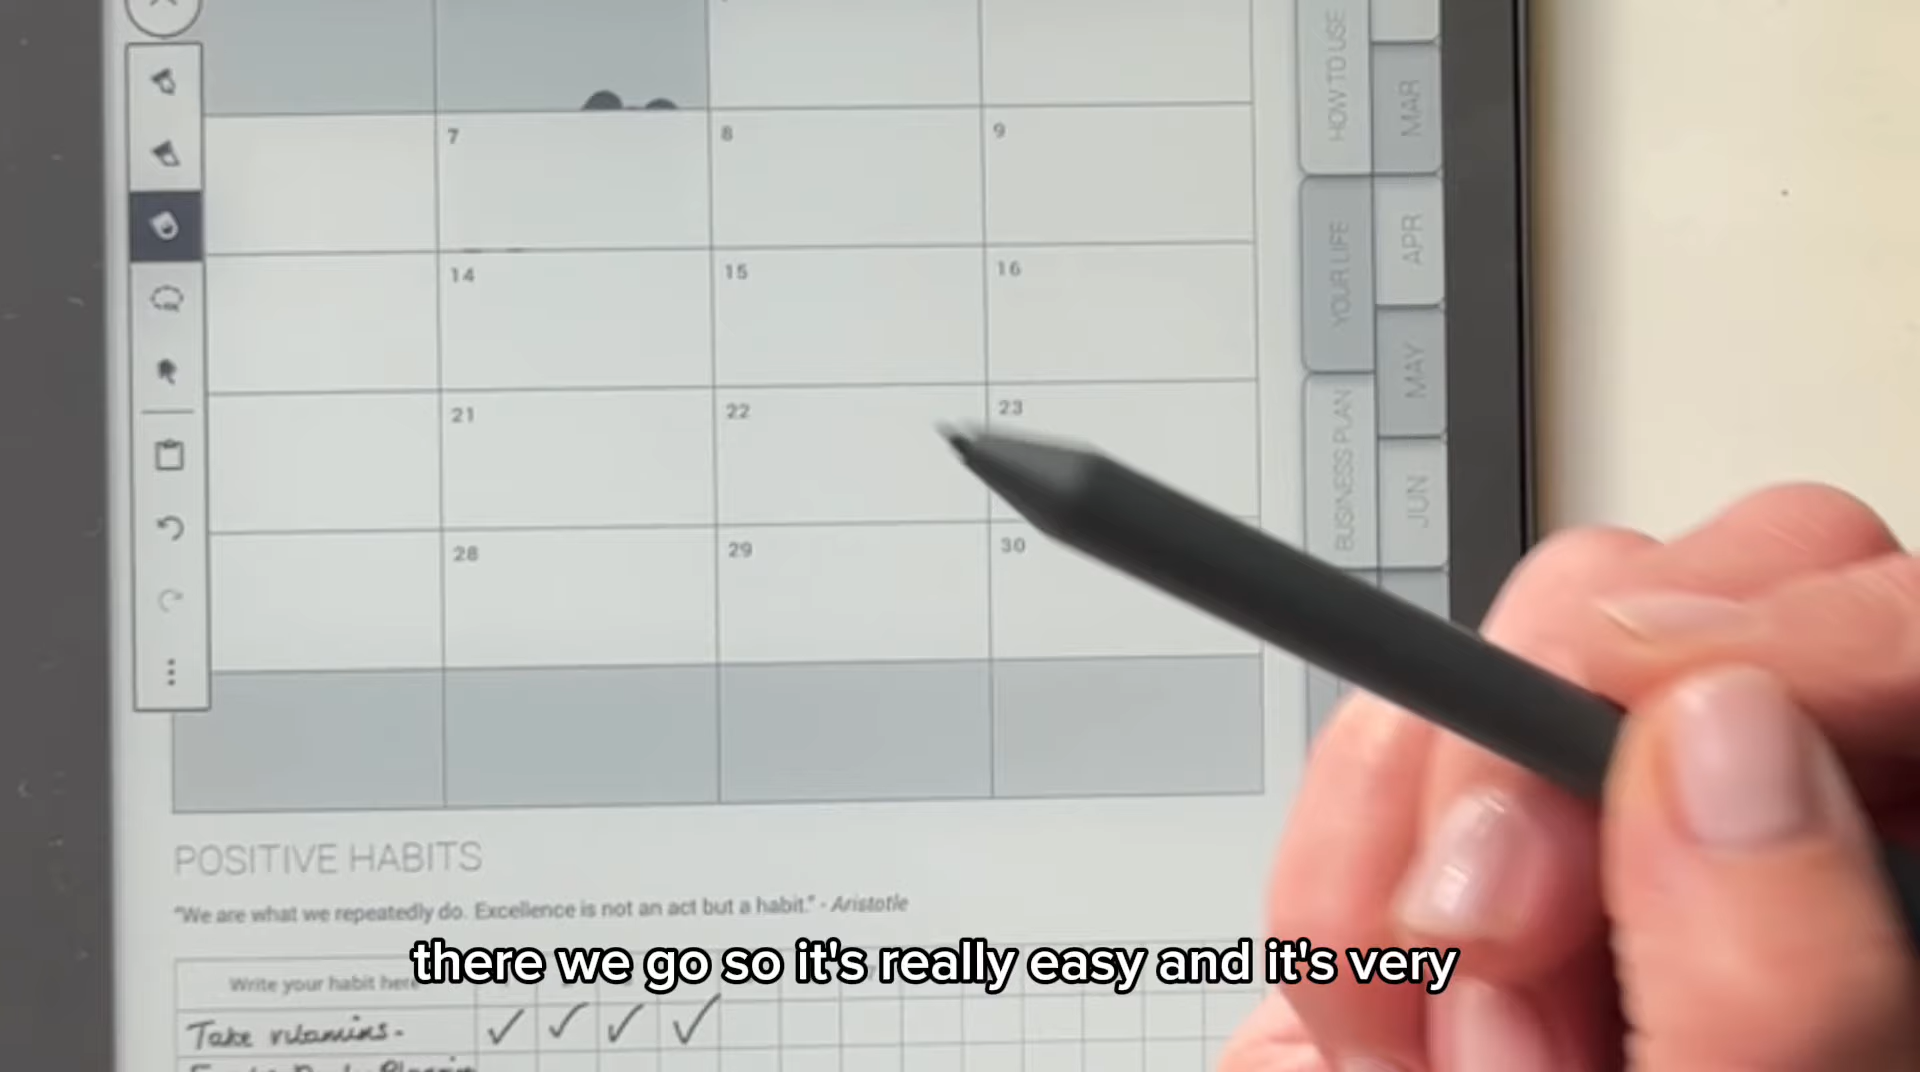 HOW TO USE
MAR
7
8
9
YOUR LIFE
APR
14
15
16
MAY
21
22
23
BUSINESS PLAN
JUN
28
29
30
POSITIVE HABITS
"We are what we repeatedly do. Excellence is not an act but a habit." - Aristotle
there we go so it's really easy and it's very
Write your habit here
Take vitamins.